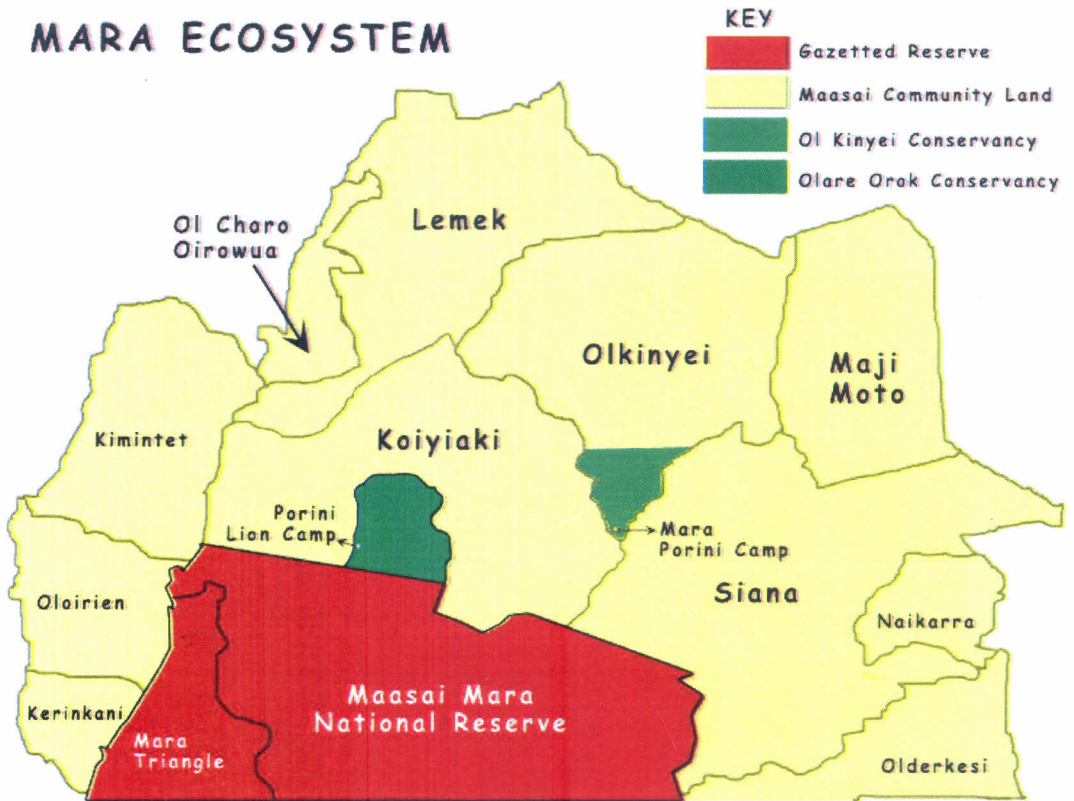 MARA ECOSYSTEM
KEY
Gazetted Reserve
Maasai Community Land
Ol Kinyei Conservancy
Olare Orok Conservancy
Ol Choro
Oirowua
Lemek
Olkinyei
Maji
Moto
Kimintet
Koiyiaki
Porini
Lion Camp
Mara
Porini Camp
Siana
Oloirien
Naikarra
Kerinkani
Maasai Mara
National Reserve
Mara
Triangle
Olderkesi